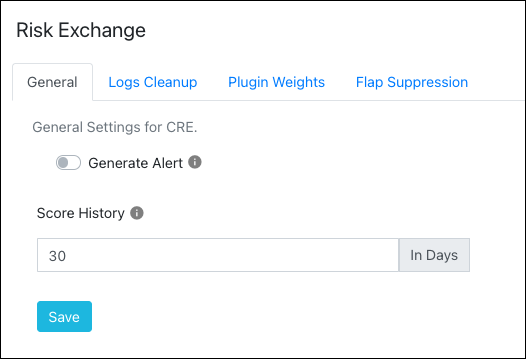 Risk Exchange
General Logs Cleanup Plugin Weights Flap Suppression
General Settings for CRE.
Generate Alert
Score History
30 In Days
Save